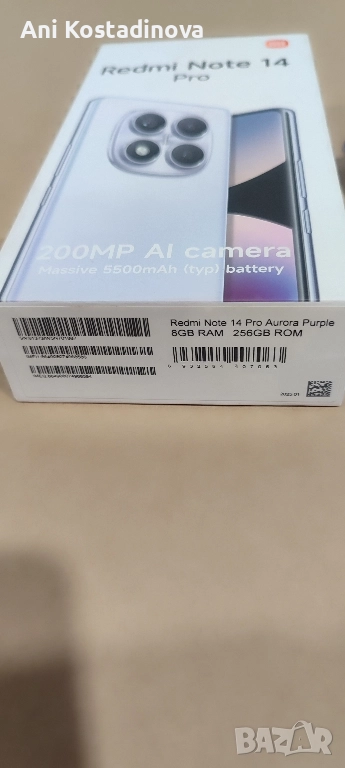 Ani Kostadinova
Redmi Note 14
Pro
200MP AI camera
Massive 5500mAh (typ) battery
Redmi Note 14 Pro Aurora Purple
8GB RAM 256GB ROM
BAZAR